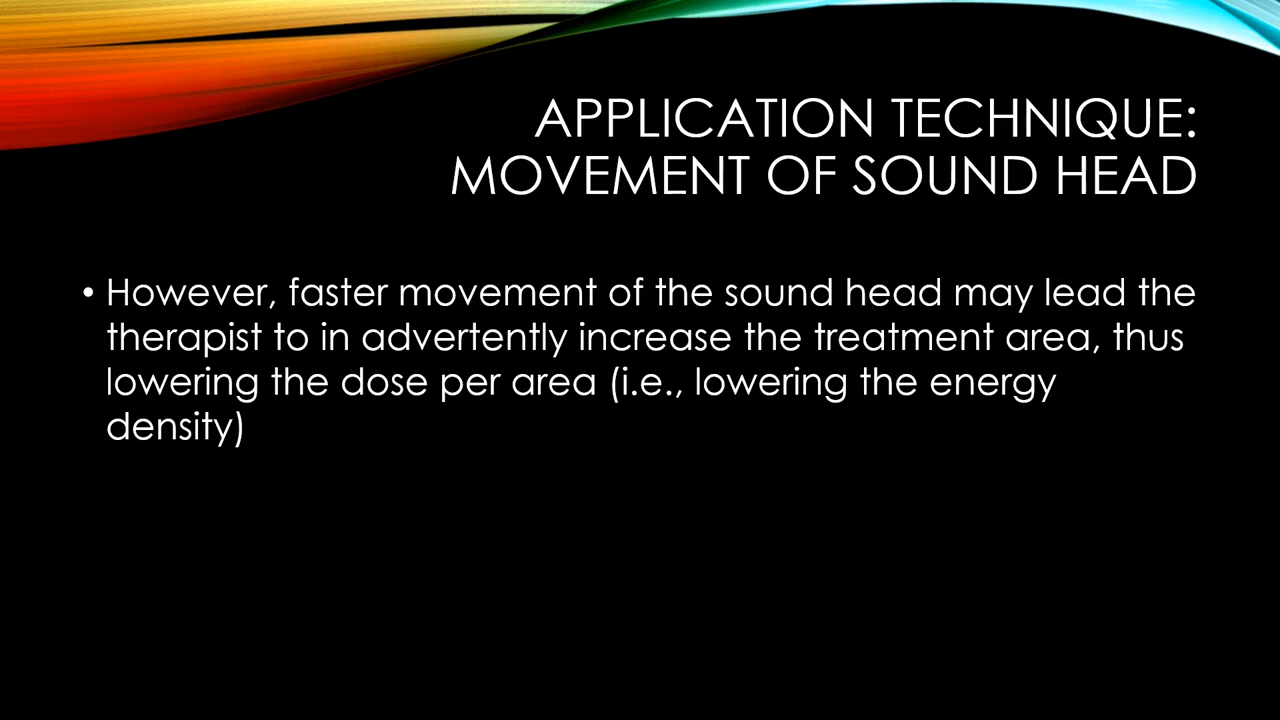 APPLICATION TECHNIQUE:
MOVEMENT OF SOUND HEAD
• However, faster movement of the sound head may lead the
therapist to in advertently increase the treatment area, thus
lowering the dose per area (i.e., lowering the energy
density)